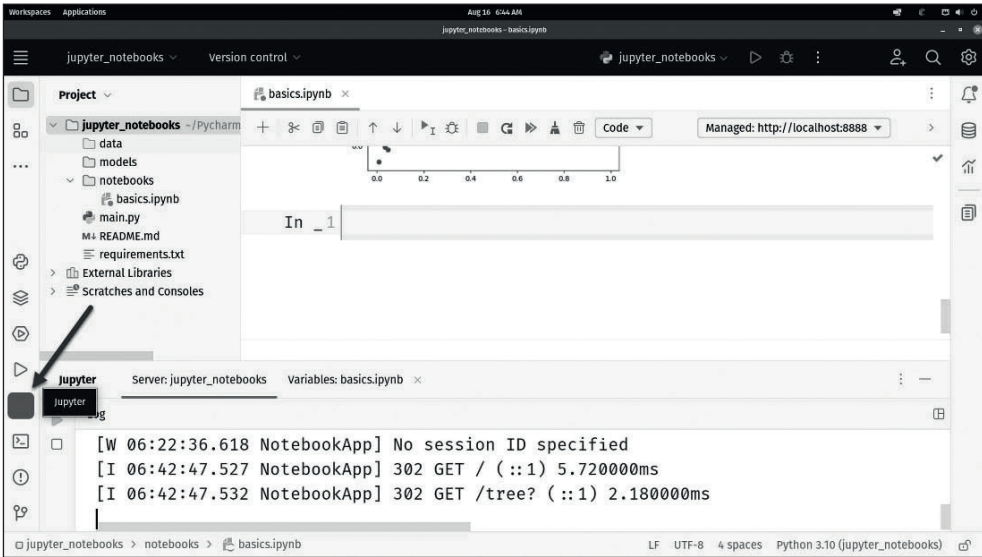 Workspaces Applications Aug 16 6:44 AM
jupyter_notebooks – basics.ipynb
jupyter_notebooks Version control jupyter_notebooks
Project basics.ipynb
jupyter_notebooks ~/Pycharm Code Managed: http://localhost:8888
data
models
0.0 0.2 0.4 0.6 0.8 1.0
notebooks
basics.ipynb
main.py In _ 1
M↓ README.md
requirements.txt
External Libraries
Scratches and Consoles
Jupyter Server: jupyter_notebooks Variables: basics.ipynb
Jupyter
[W 06:22:36.618 NotebookApp] No session ID specified
[I 06:42:47.527 NotebookApp] 302 GET / (::1) 5.720000ms
[I 06:42:47.532 NotebookApp] 302 GET /tree? (::1) 2.180000ms
jupyter_notebooks > notebooks > basics.ipynb LF UTF-8 4 spaces Python 3.10 (jupyter_notebooks)